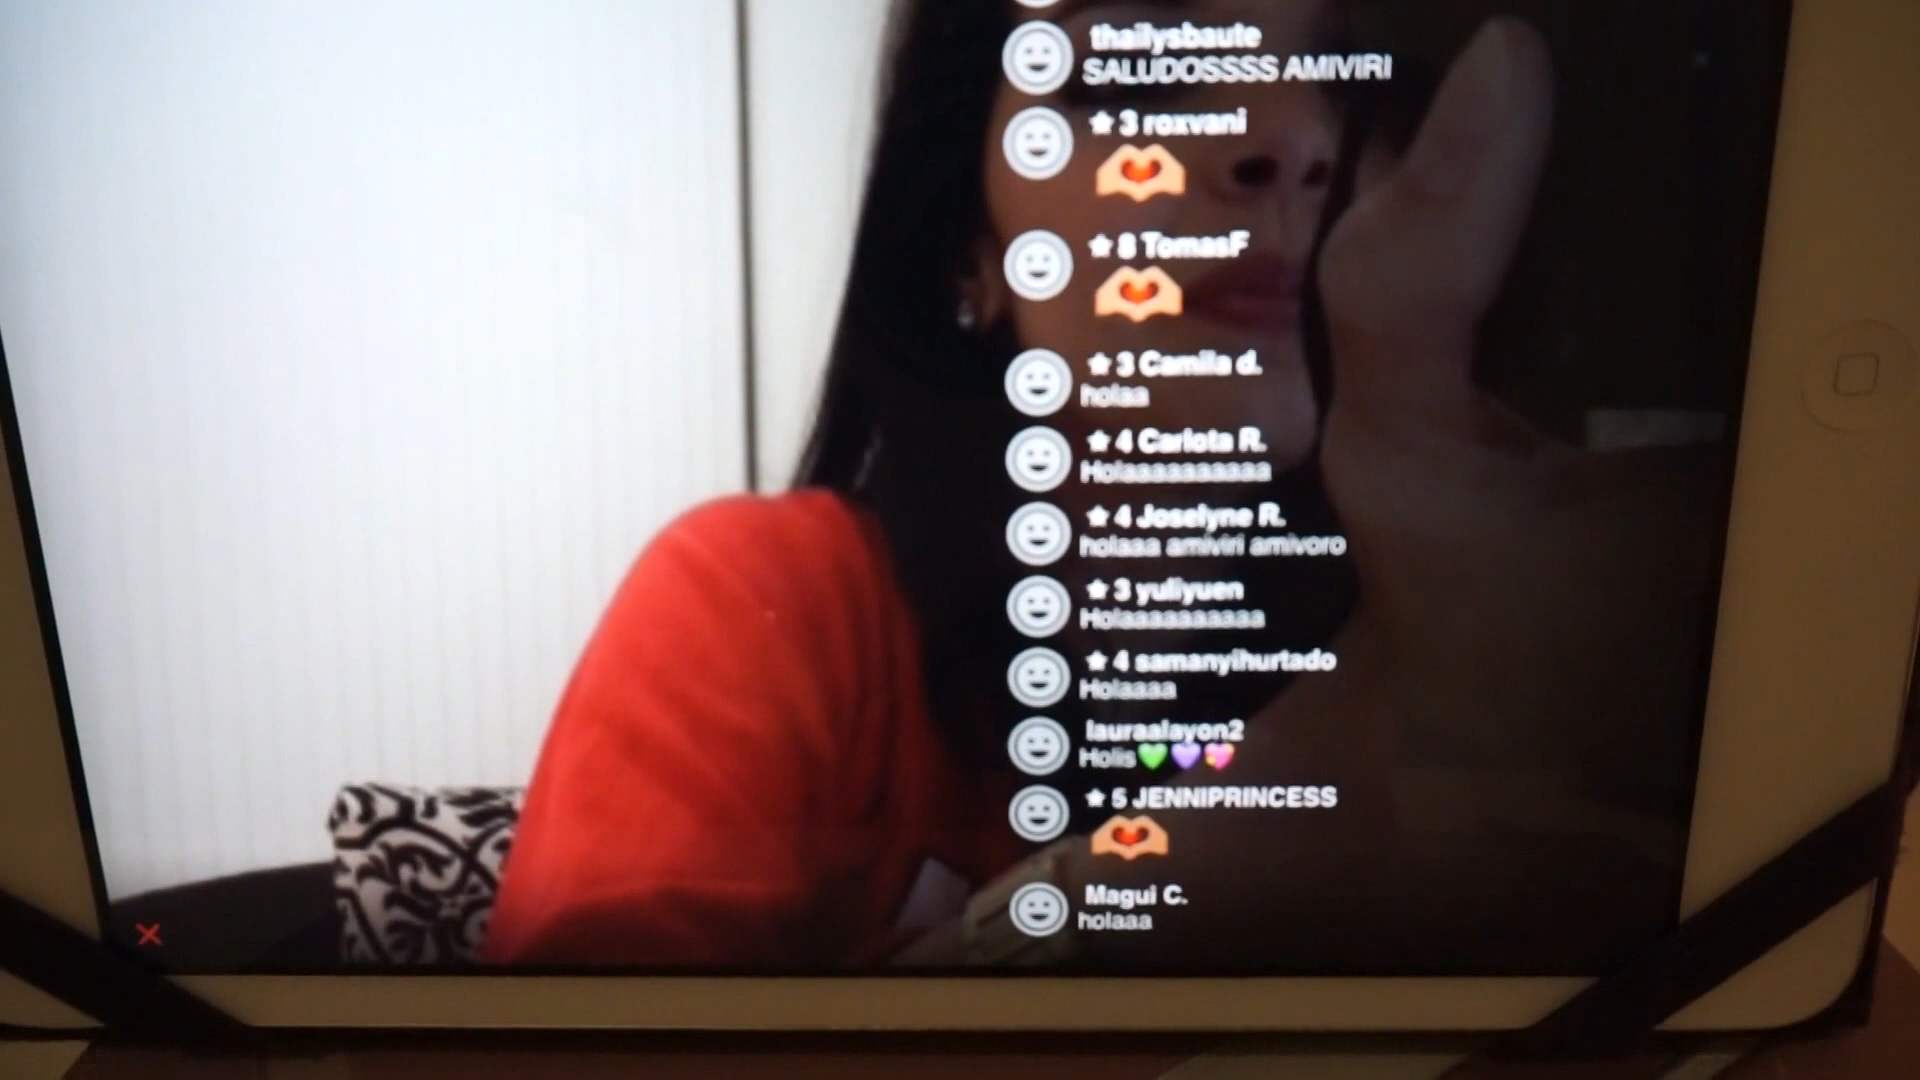 thailysbaute
SALUDOSSSS AMIVIRI
★ 3 roxvani
🫶
★ 8 TomasF
🫶
★ 3 Camila d.
holaa
★ 4 Carlota R.
Holaaaaaaaaaaa
★ 4 Joselyne R.
holaaa amiviri amivoro
★ 3 yuliyuen
Holaaaaaaaaaaa
★ 4 samanyihurtado
Holaaaa
lauraalayon2
Holis💚💜💖
★ 5 JENNIPRINCESS
🫶
Magui C.
holaaa